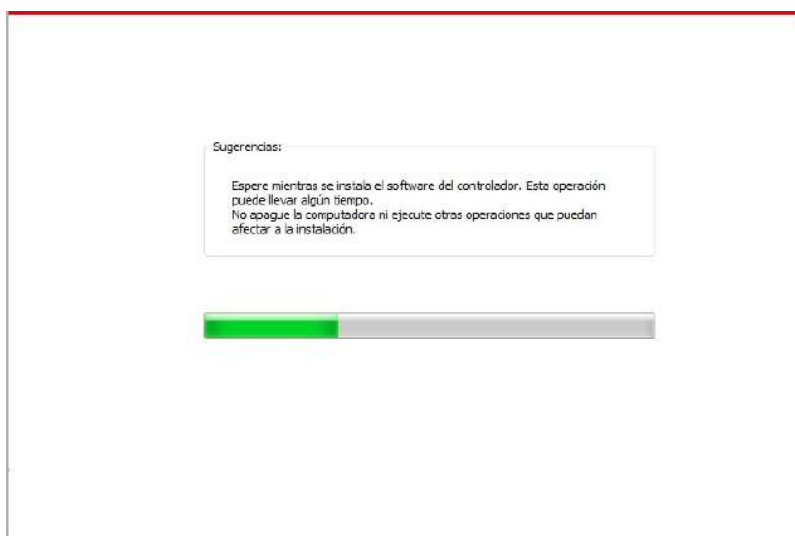 Sugerencias:
Espere mientras se instala el software del controlador. Esta operación
puede llevar algún tiempo.
No apague la computadora ni ejecute otras operaciones que puedan
afectar a la instalación.